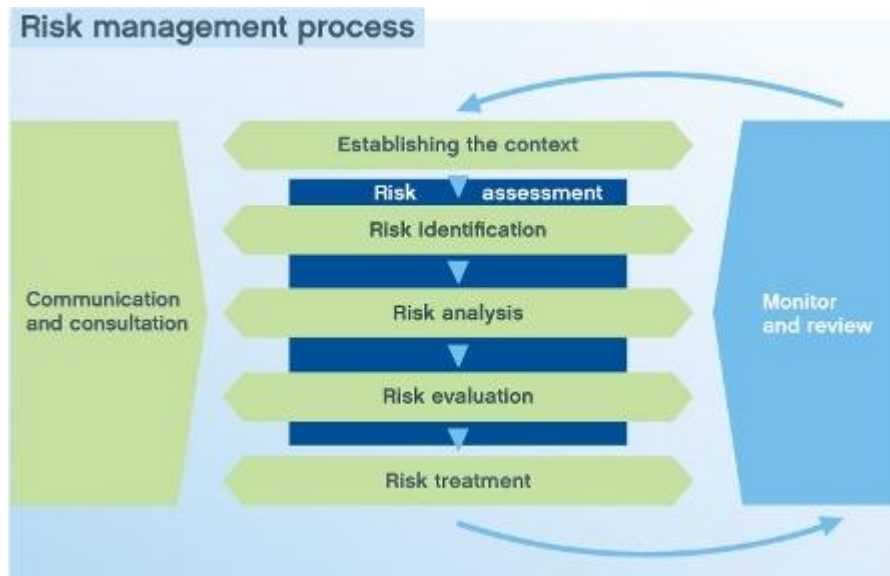 Risk management process
Establishing the context
Risk assessment
Risk identification
Risk analysis
Risk evaluation
Risk treatment
Communication
and consultation
Monitor
and review